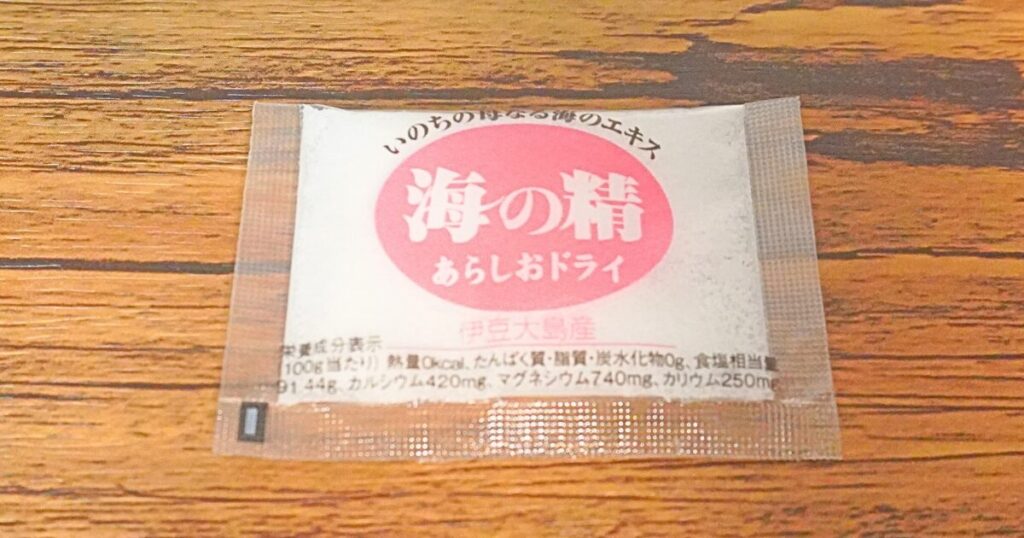 いのちの母なる海のエキス
海の精
あらしおドライ
伊豆大島産
栄養成分表示
(100g当たり) 熱量0kcal、たんぱく質・脂質・炭水化物0g、食塩相当量
91.44g、カルシウム420mg、マグネシウム740mg、カリウム250mg